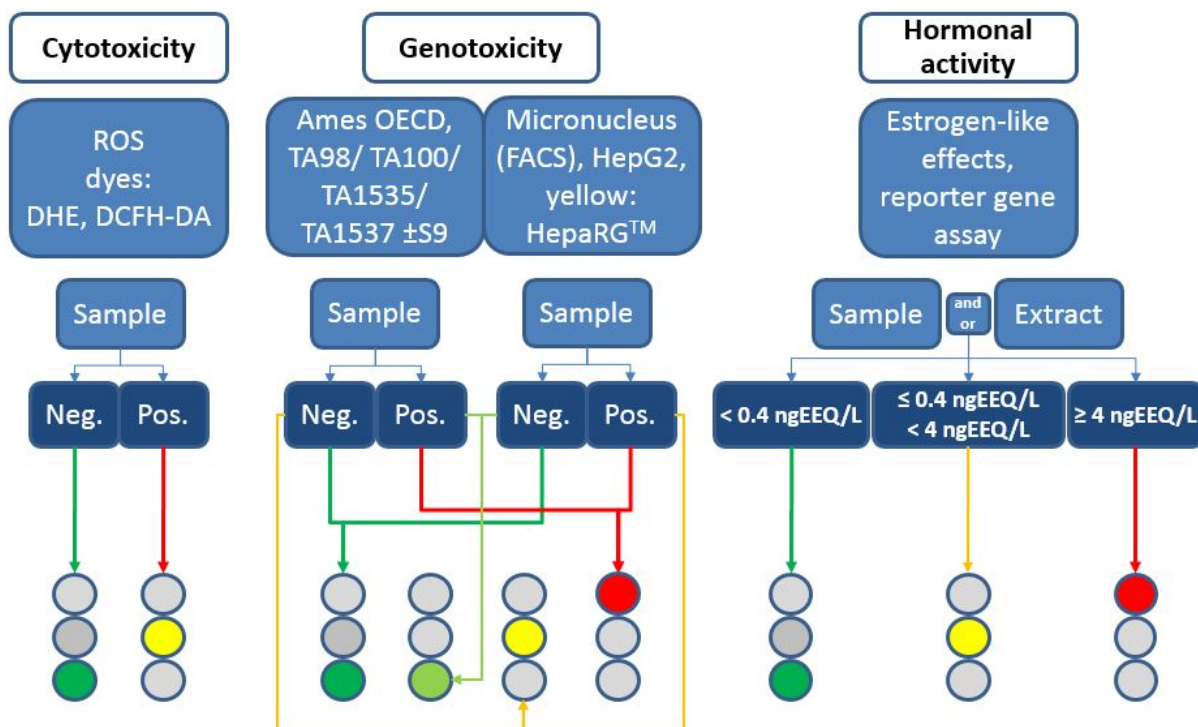 Cytotoxicity
Genotoxicity
Hormonal
activity
ROS
dyes:
DHE, DCFH-DA
Ames OECD,
TA98/ TA100/
TA1535/
TA1537 ±S9
Micronucleus
(FACS), HepG2,
yellow:
HepaRG™
Estrogen-like
effects,
reporter gene
assay
Sample
Sample
Sample
Sample
and
or
Extract
Neg.
Pos.
Neg.
Pos.
Neg.
Pos.
< 0.4 ngEEQ/L
≤ 0.4 ngEEQ/L
< 4 ngEEQ/L
≥ 4 ngEEQ/L